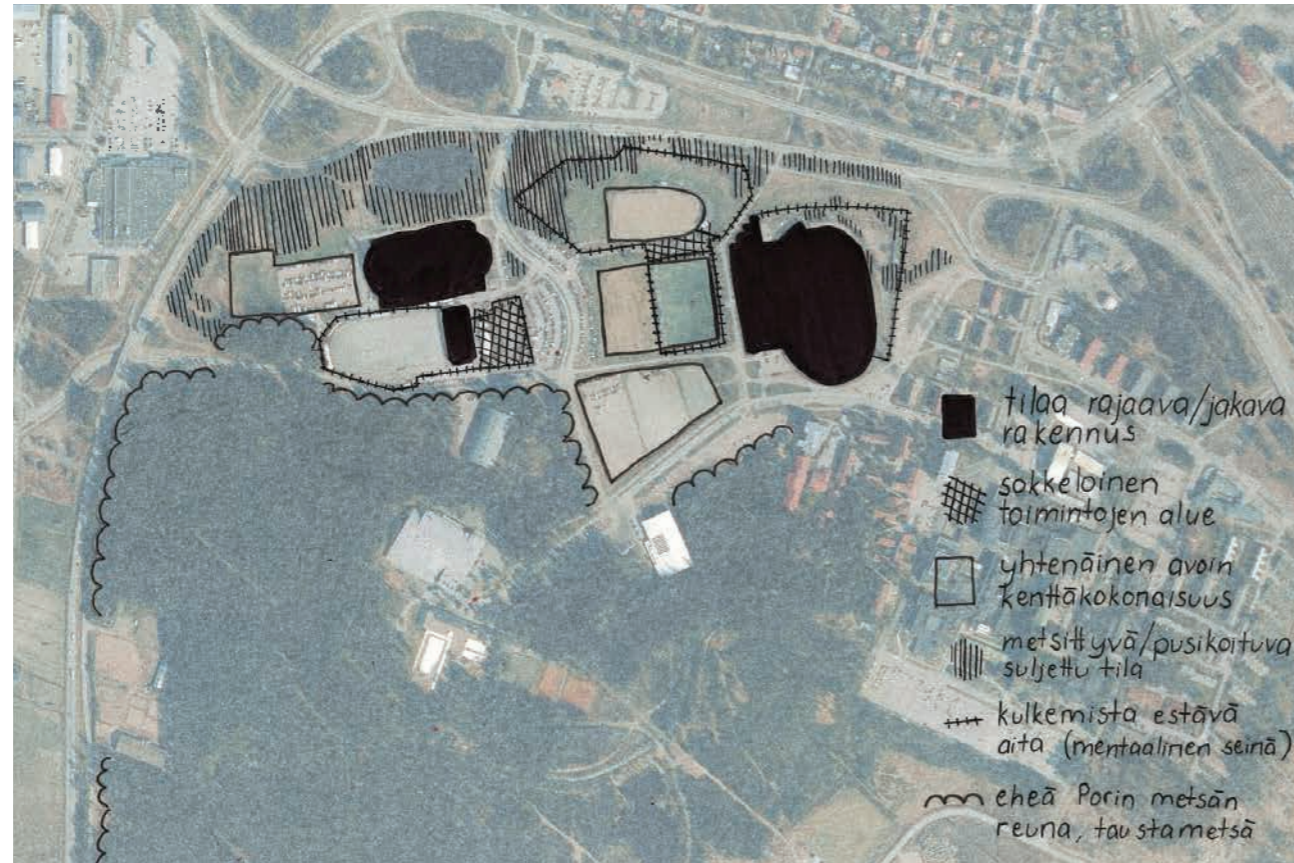 tilaa rajaava/jakava
rakennus
sokkeloinen
toimintojen alue
yhtenäinen avoin
kenttäkokonaisuus
metsittyvä/pusikoituva
suljettu tila
kulkemista estävä
aita (mentaalinen seinä)
eheä Porin metsän
reuna, taustametsä